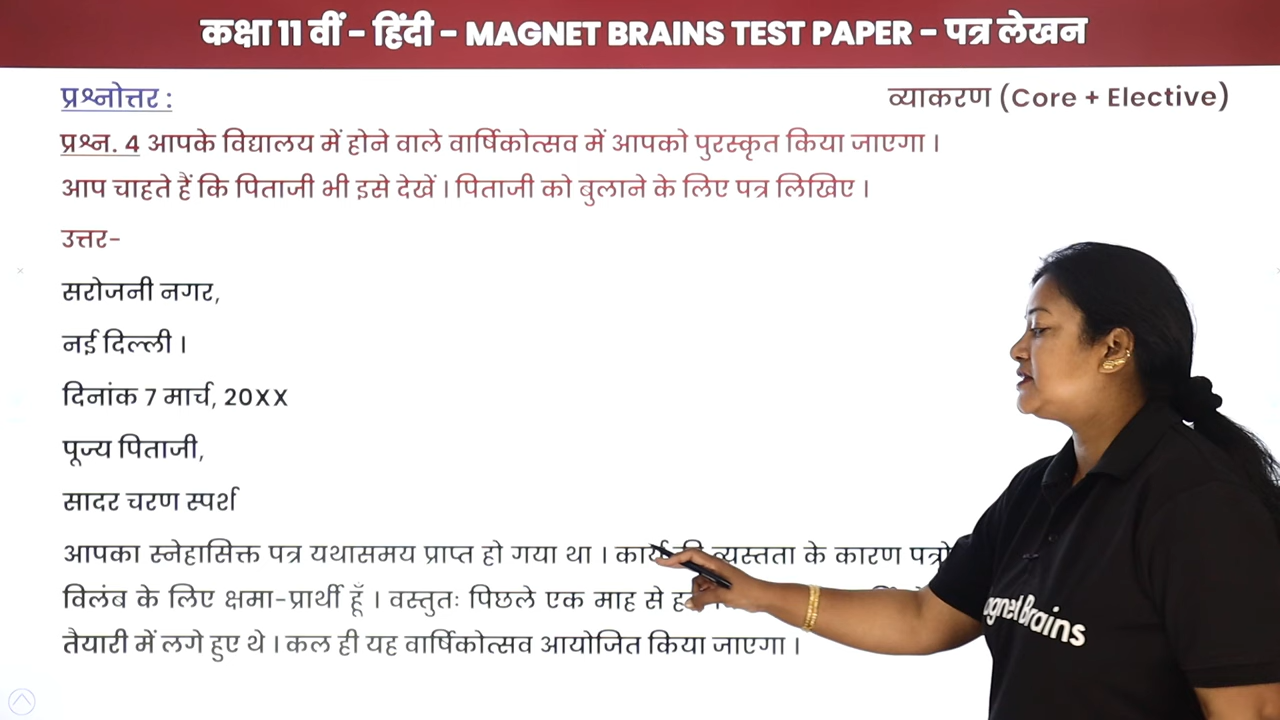 कक्षा 11 वीं - हिंदी - MAGNET BRAINS TEST PAPER - पत्र लेखन
प्रश्नोत्तर :
व्याकरण (Core + Elective)
प्रश्न. 4 आपके विद्यालय में होने वाले वार्षिकोत्सव में आपको पुरस्कृत किया जाएगा ।
आप चाहते हैं कि पिताजी भी इसे देखें । पिताजी को बुलाने के लिए पत्र लिखिए ।
उत्तर-
सरोजनी नगर,
नई दिल्ली ।
दिनांक 7 मार्च, 20XX
पूज्य पिताजी,
सादर चरण स्पर्श
आपका स्नेहासिक्त पत्र यथासमय प्राप्त हो गया था । व्यस्तता के कारण
विलंब के लिए क्षमा-प्रार्थी हूँ । वस्तुतः पिछले एक माह से
तैयारी में लगे हुए थे । कल ही यह वार्षिकोत्सव आयोजित किया जाएगा ।
Brains